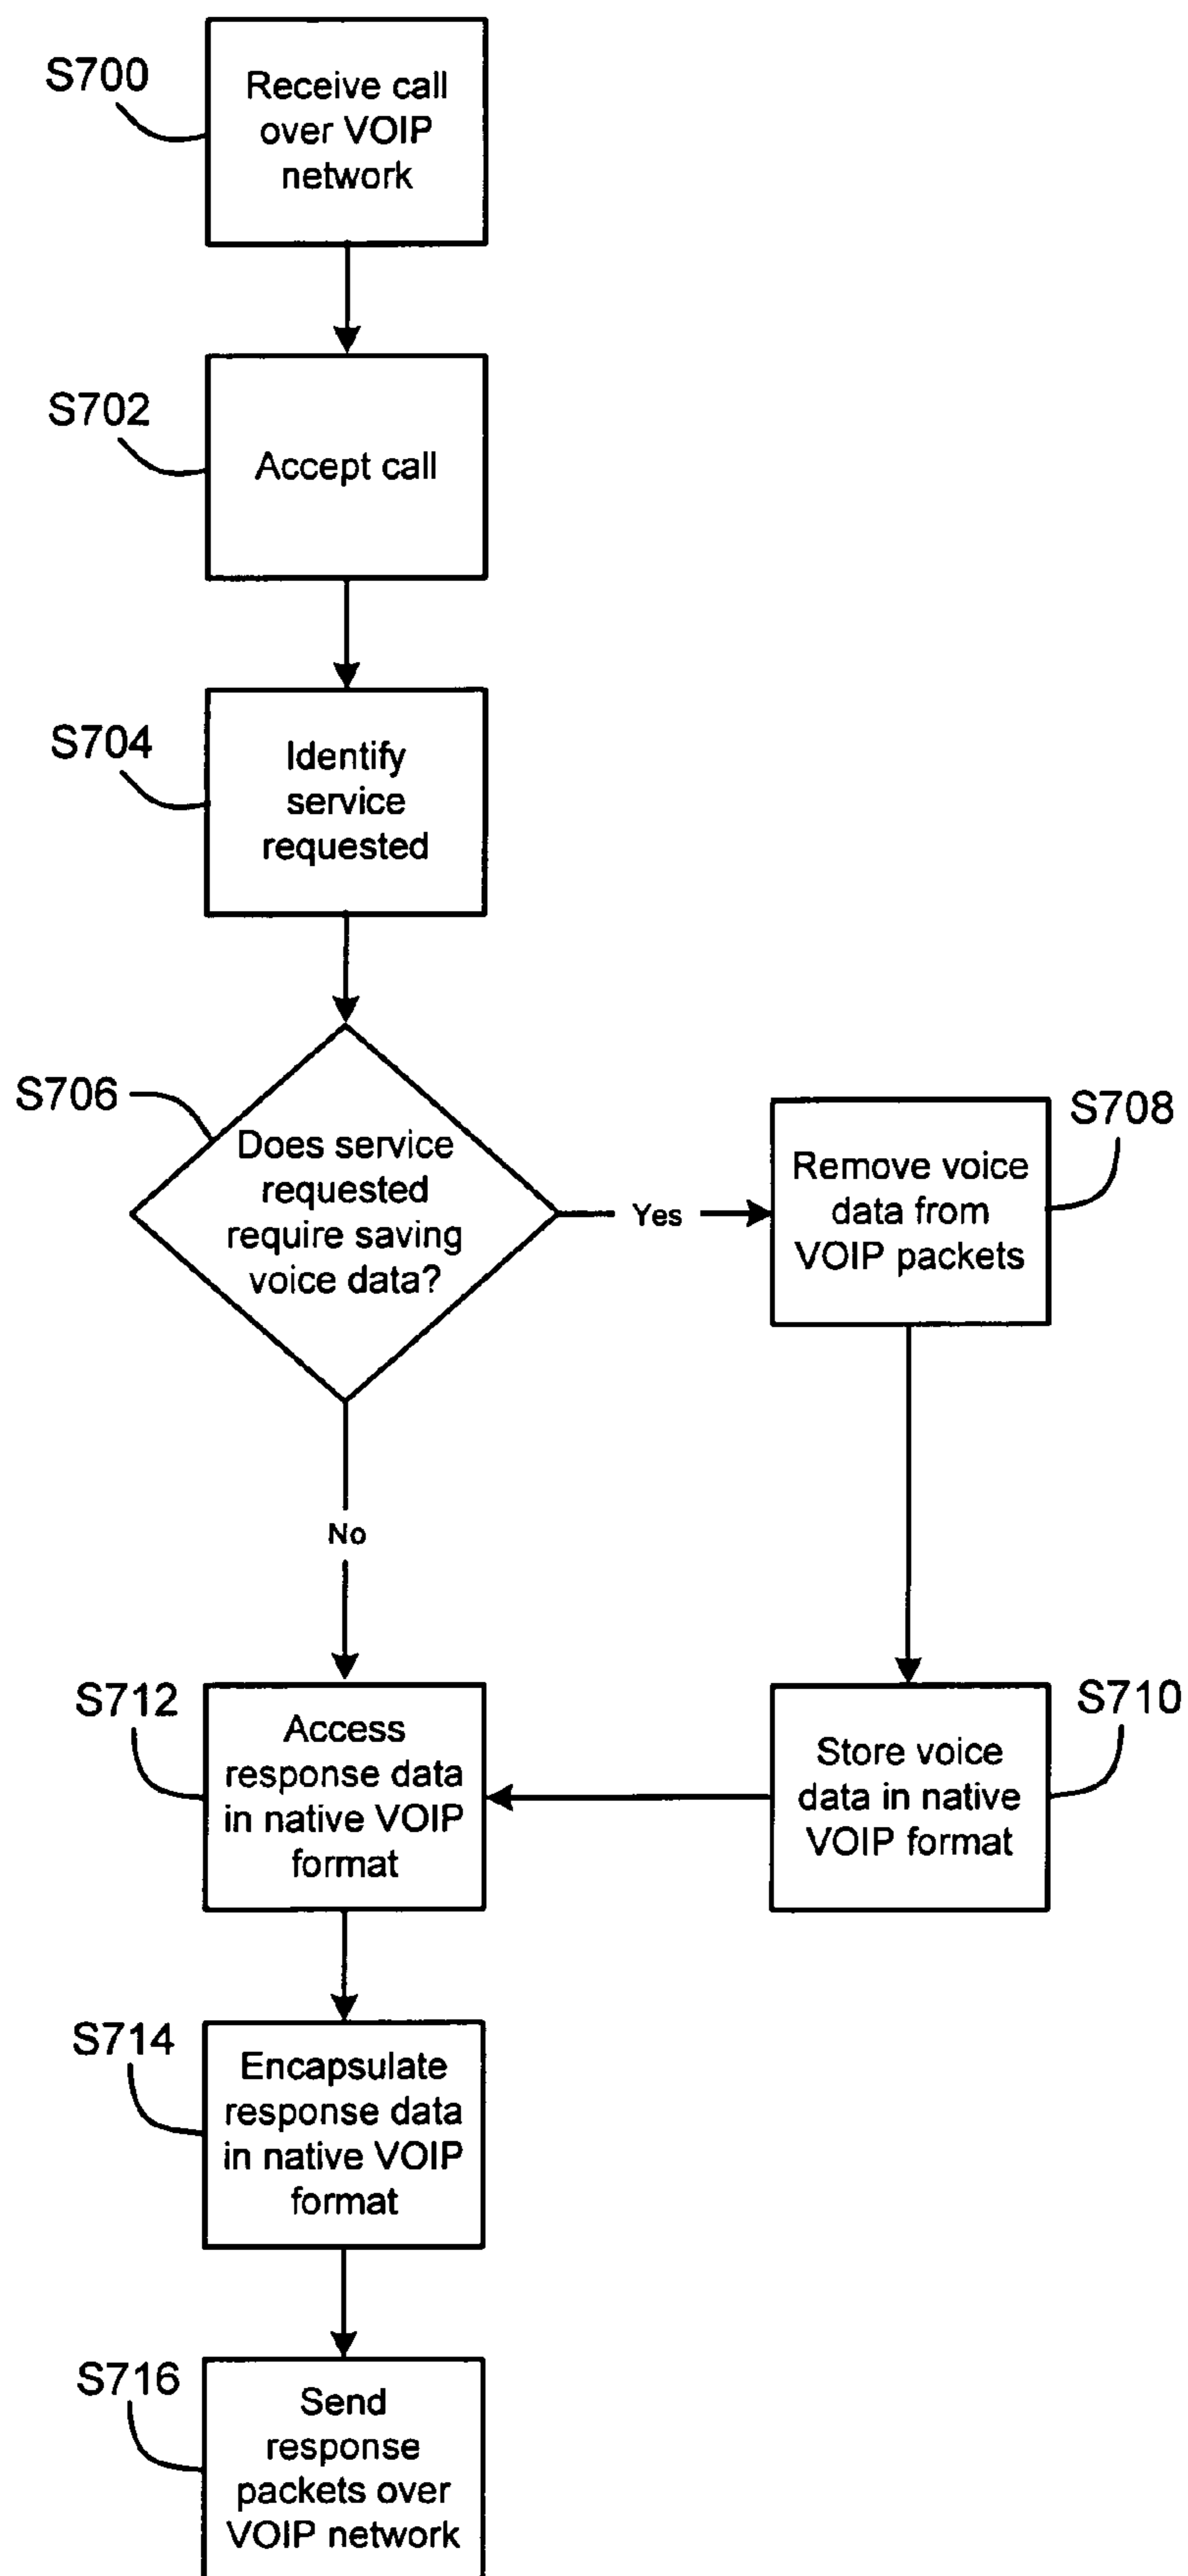 S700
Receive call
over VOIP
network
S702
Accept call
S704
Identify
service
requested
S706
Does service
requested
require saving
voice data?
Yes
S708
Remove voice
data from
VOIP packets
No
S712
Access
response data
in native VOIP
format
S710
Store voice
data in native
VOIP format
S714
Encapsulate
response data
in native VOIP
format
S716
Send
response
packets over
VOIP network